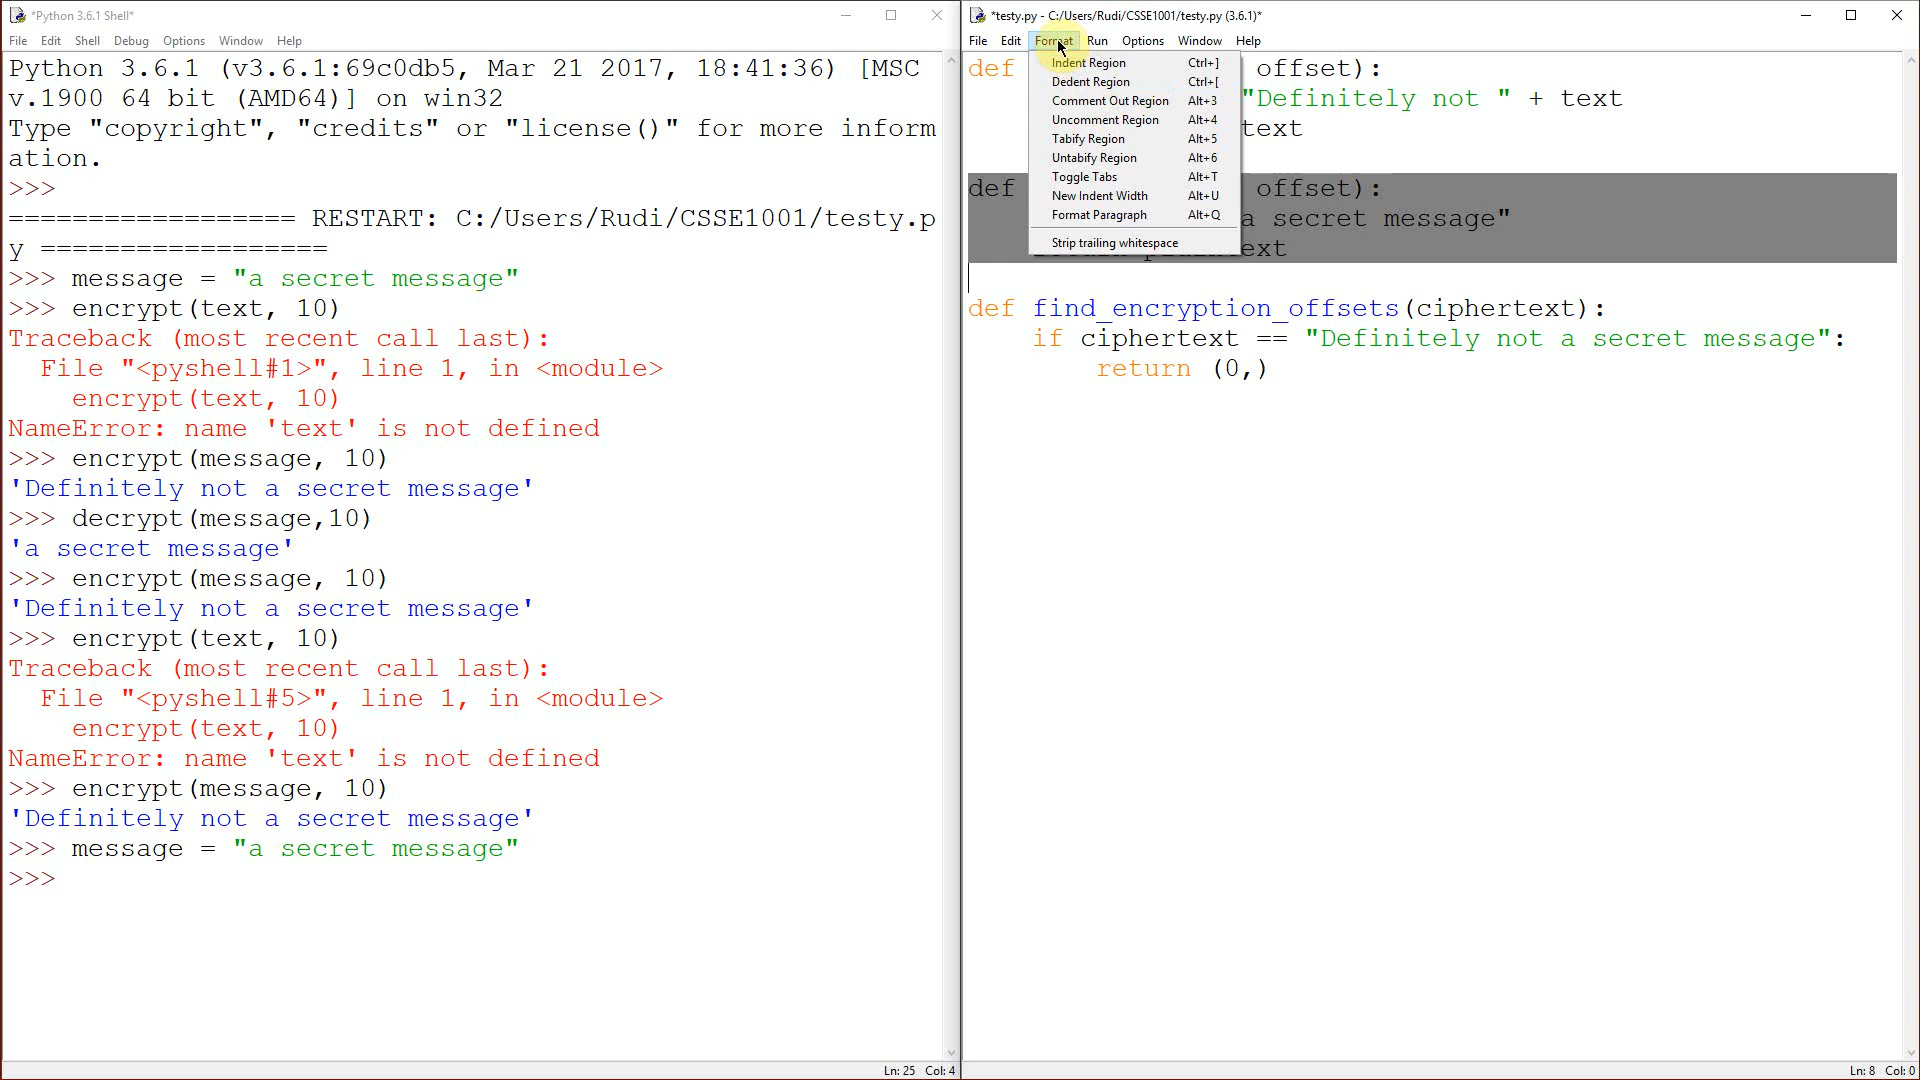 *Python 3.6.1 Shell*
File Edit Shell Debug Options Window Help
Python 3.6.1 (v3.6.1:69c0db5, Mar 21 2017, 18:41:36) [MSC
v.1900 64 bit (AMD64)] on win32
Type "copyright", "credits" or "license()" for more inform
ation.
>>>
================== RESTART: C:/Users/Rudi/CSSE1001/testy.p
y ==================
>>> message = "a secret message"
>>> encrypt(text, 10)
Traceback (most recent call last):
  File "<pyshell#1>", line 1, in <module>
    encrypt(text, 10)
NameError: name 'text' is not defined
>>> encrypt(message, 10)
'Definitely not a secret message'
>>> decrypt(message,10)
'a secret message'
>>> encrypt(message, 10)
'Definitely not a secret message'
>>> encrypt(text, 10)
Traceback (most recent call last):
  File "<pyshell#5>", line 1, in <module>
    encrypt(text, 10)
NameError: name 'text' is not defined
>>> encrypt(message, 10)
'Definitely not a secret message'
>>> message = "a secret message"
>>>
Ln: 25 Col: 4
*testy.py - C:/Users/Rudi/CSSE1001/testy.py (3.6.1)*
File Edit Format Run Options Window Help
Indent Region Ctrl+]
Dedent Region Ctrl+[
Comment Out Region Alt+3
Uncomment Region Alt+4
Tabify Region Alt+5
Untabify Region Alt+6
Toggle Tabs Alt+T
New Indent Width Alt+U
Format Paragraph Alt+Q
Strip trailing whitespace
def offset):
"Definitely not " + text
text
def offset):
a secret message"
ext
def find_encryption_offsets(ciphertext):
    if ciphertext == "Definitely not a secret message":
        return (0,)
Ln: 8 Col: 0